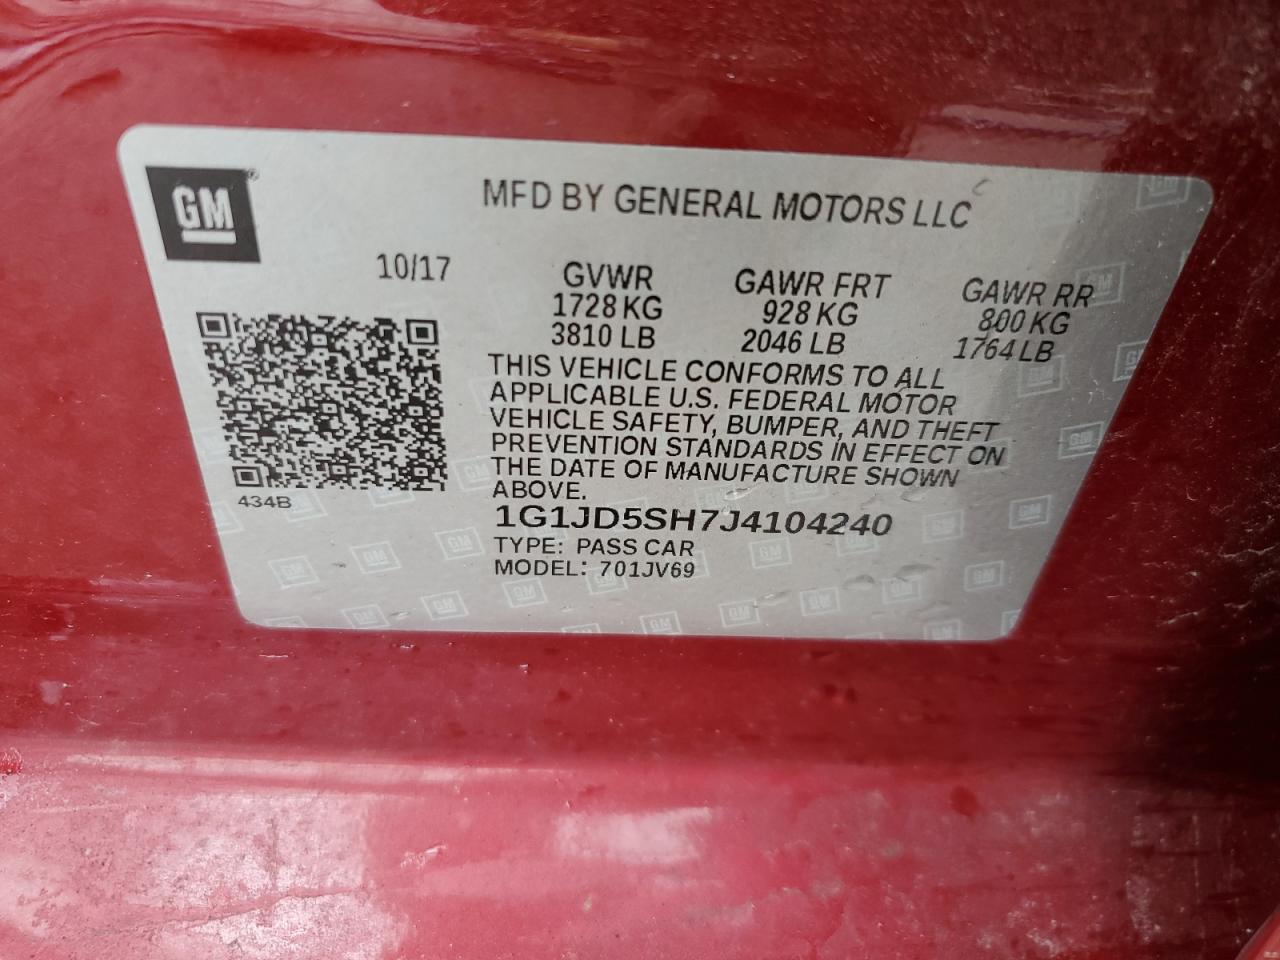 GM
MFD BY GENERAL MOTORS LLC
10/17
GVWR GAWR FRT GAWR RR
1728 KG 928 KG 800 KG
3810 LB 2046 LB 1764 LB
THIS VEHICLE CONFORMS TO ALL
APPLICABLE U.S. FEDERAL MOTOR
VEHICLE SAFETY, BUMPER, AND THEFT
PREVENTION STANDARDS IN EFFECT ON
THE DATE OF MANUFACTURE SHOWN
ABOVE.
434B
1G1JD5SH7J4104240
TYPE: PASS CAR
MODEL: 701JV69